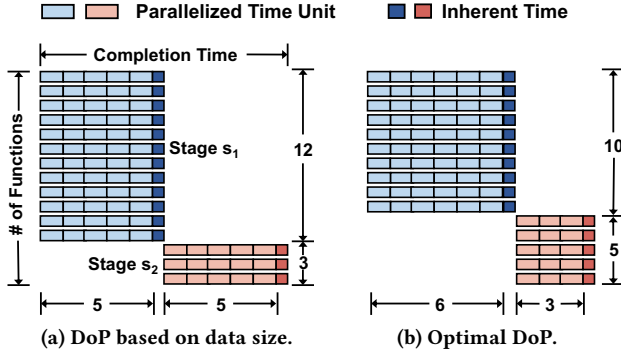 Parallelized Time Unit
Inherent Time
Completion Time
# of Functions
Stage s1
12
Stage s2
3
5
5
10
5
6
3
(a) DoP based on data size.
(b) Optimal DoP.